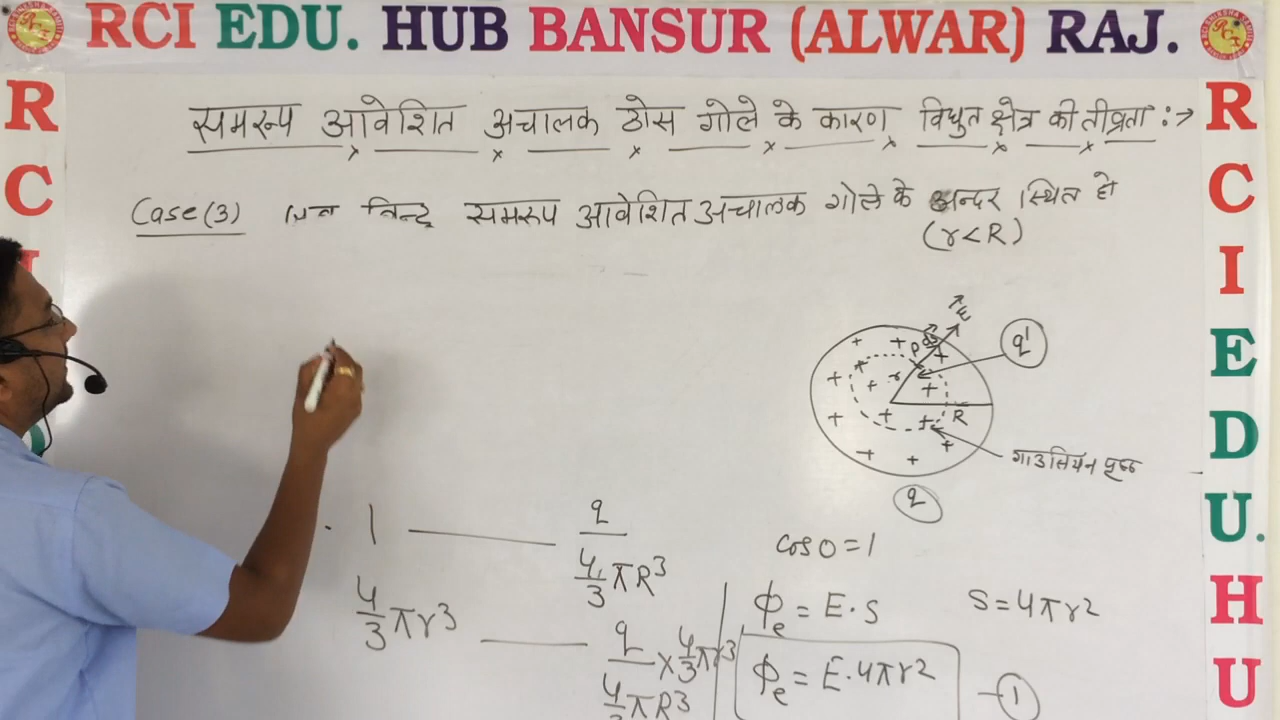 RCI EDU. HUB BANSUR (ALWAR) RAJ.
समरूप आवेशित अचालक ठोस गोले के कारण विधुत क्षेत्र की तीव्रता :→
Case (3) बिन्दु समरूप आवेशित अचालक गोले के अन्दर स्थित हो
(r<R)
E
P ds
q'
r
R
गाउसियन पृष्ठ
q
1 — q / 4/3 πR³
4/3 πr³ — q / 4/3 πR³ × 4/3 πr³
cos0=1
ϕe = E·S
S=4πr²
ϕe = E·4πr² —①
R
C
I
D
R
C
I
E
D
U.
H
U